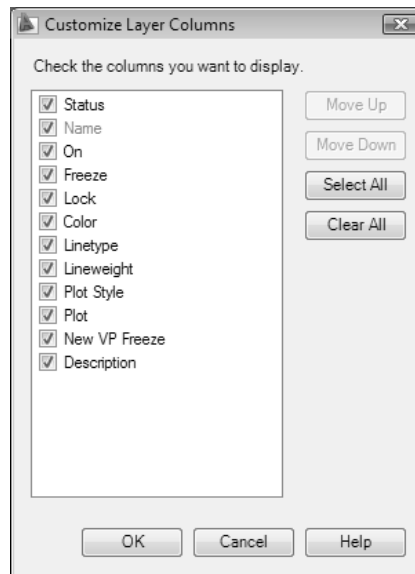 Customize Layer Columns
Check the columns you want to display.
Status
Name
On
Freeze
Lock
Color
Linetype
Lineweight
Plot Style
Plot
New VP Freeze
Description
Move Up
Move Down
Select All
Clear All
OK
Cancel
Help